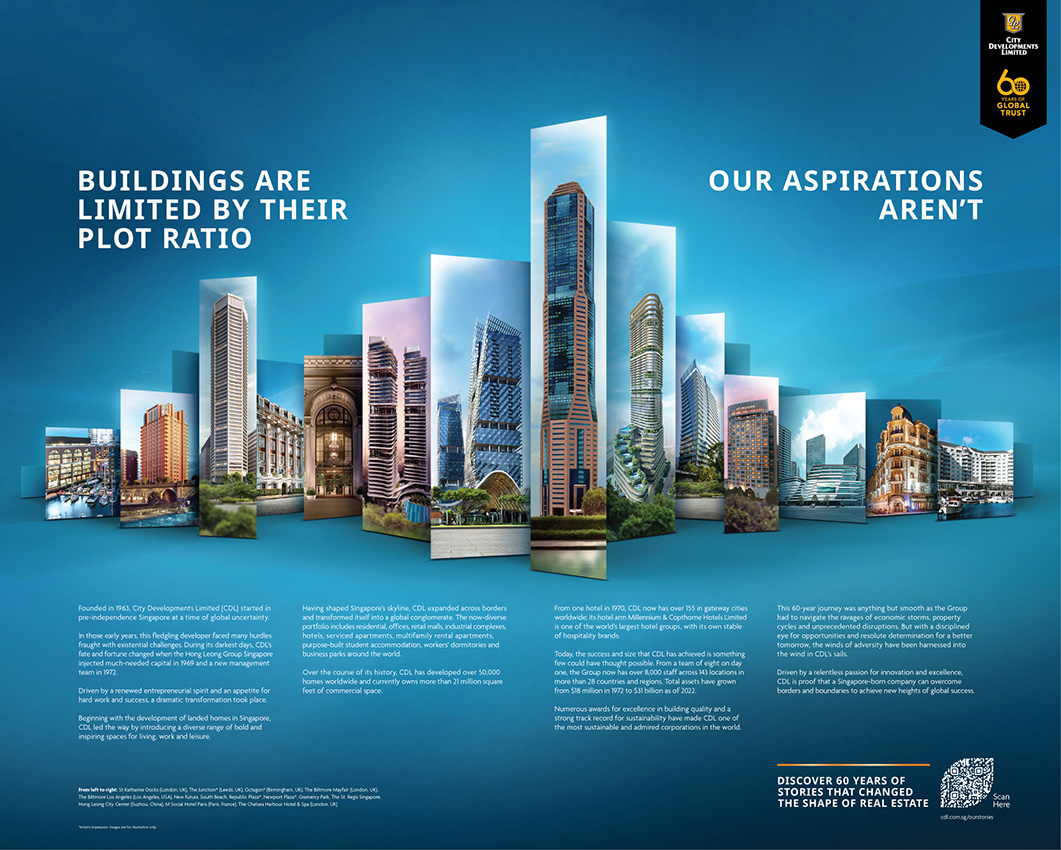 CITY
DEVELOPMENTS
LIMITED
60
YEARS OF
GLOBAL
TRUST
BUILDINGS ARE
LIMITED BY THEIR
PLOT RATIO
OUR ASPIRATIONS
AREN'T
Founded in 1963, City Developments Limited (CDL) started in
pre-independence Singapore at a time of global uncertainty.
In those early years, this fledgling developer faced many hurdles
fraught with existential challenges. During its darkest days, CDL's
fate and fortune changed when the Hong Leong Group Singapore
injected much-needed capital in 1969 and a new management
team in 1972.
Driven by a renewed entrepreneurial spirit and an appetite for
hard work and success, a dramatic transformation took place.
Beginning with the development of landed homes in Singapore,
CDL led the way by introducing a diverse range of bold and
inspiring spaces for living, work and leisure.
Having shaped Singapore's skyline, CDL expanded across borders
and transformed itself into a global conglomerate. The now-diverse
portfolio includes residential, offices, retail malls, industrial complexes,
hotels, serviced apartments, multifamily rental apartments,
purpose-built student accommodation, workers' dormitories and
business parks around the world.
Over the course of its history, CDL has developed over 50,000
homes worldwide and currently owns more than 21 million square
feet of commercial space.
From one hotel in 1970, CDL now has over 155 in gateway cities
worldwide; its hotel arm Millennium & Copthorne Hotels Limited
is one of the world's largest hotel groups, with its own stable
of hospitality brands.
Today, the success and size that CDL has achieved is something
few could have thought possible. From a team of eight on day
one, the Group now has over 8,000 staff across 143 locations in
more than 28 countries and regions. Total assets have grown
from $18 million in 1972 to $31 billion as of 2022.
Numerous awards for excellence in building quality and a
strong track record for sustainability have made CDL one of
the most sustainable and admired corporations in the world.
This 60-year journey was anything but smooth as the Group
had to navigate the ravages of economic storms, property
cycles and unprecedented disruptions. But with a disciplined
eye for opportunities and resolute determination for a better
tomorrow, the winds of adversity have been harnessed into
the wind in CDL's sails.
Driven by a relentless passion for innovation and excellence,
CDL is proof that a Singapore-born company can overcome
borders and boundaries to achieve new heights of global success.
From left to right: St Katharine Docks (London, UK), The Junction* (Leeds, UK), Octagon* (Birmingham, UK), The Biltmore Mayfair (London, UK),
The Biltmore Los Angeles (Los Angeles, USA), New Futura, South Beach, Republic Plaza*, Newport Plaza*, Gramercy Park, The St. Regis Singapore,
Hong Leong City Center (Suzhou, China), M Social Hotel Paris (Paris, France), The Chelsea Harbour Hotel & Spa (London, UK)
*Artist's impression. Images are for illustration only.
DISCOVER 60 YEARS OF
STORIES THAT CHANGED
THE SHAPE OF REAL ESTATE
Scan
Here
cdl.com.sg/ourstories